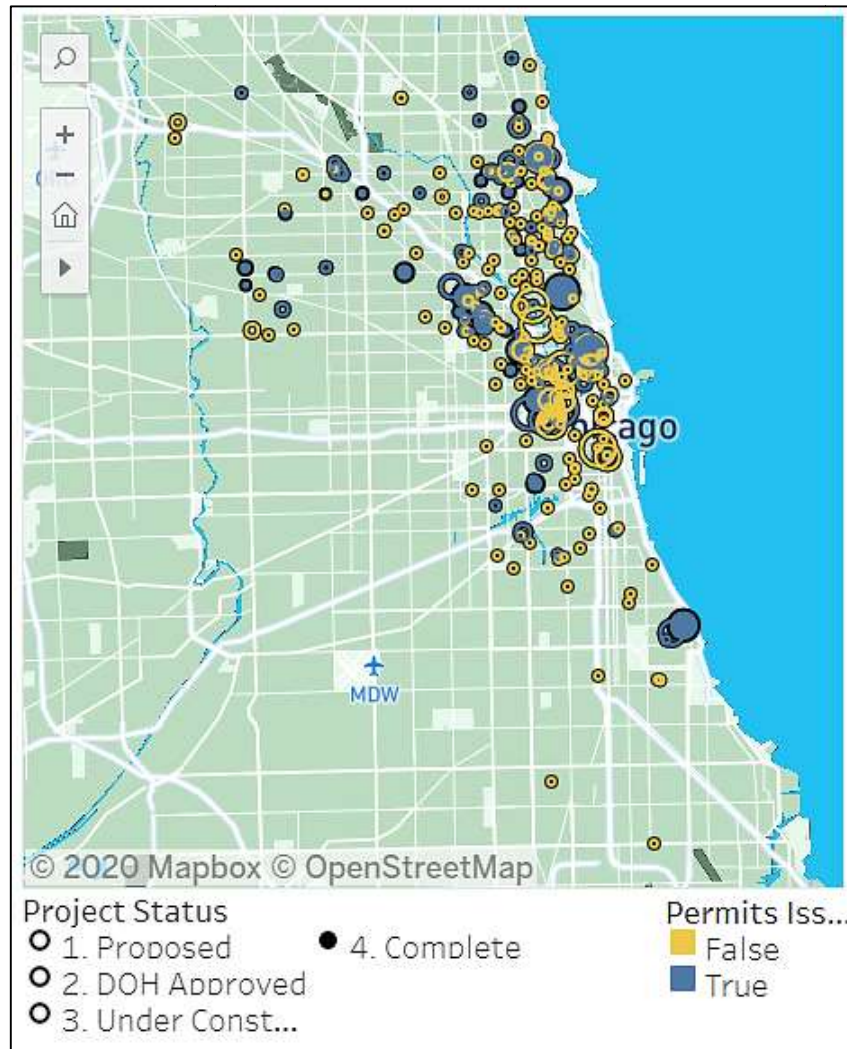 MDW
© 2020 Mapbox © OpenStreetMap
Project Status
1. Proposed
2. DOH Approved
3. Under Const...
4. Complete
Permits Iss...
False
True